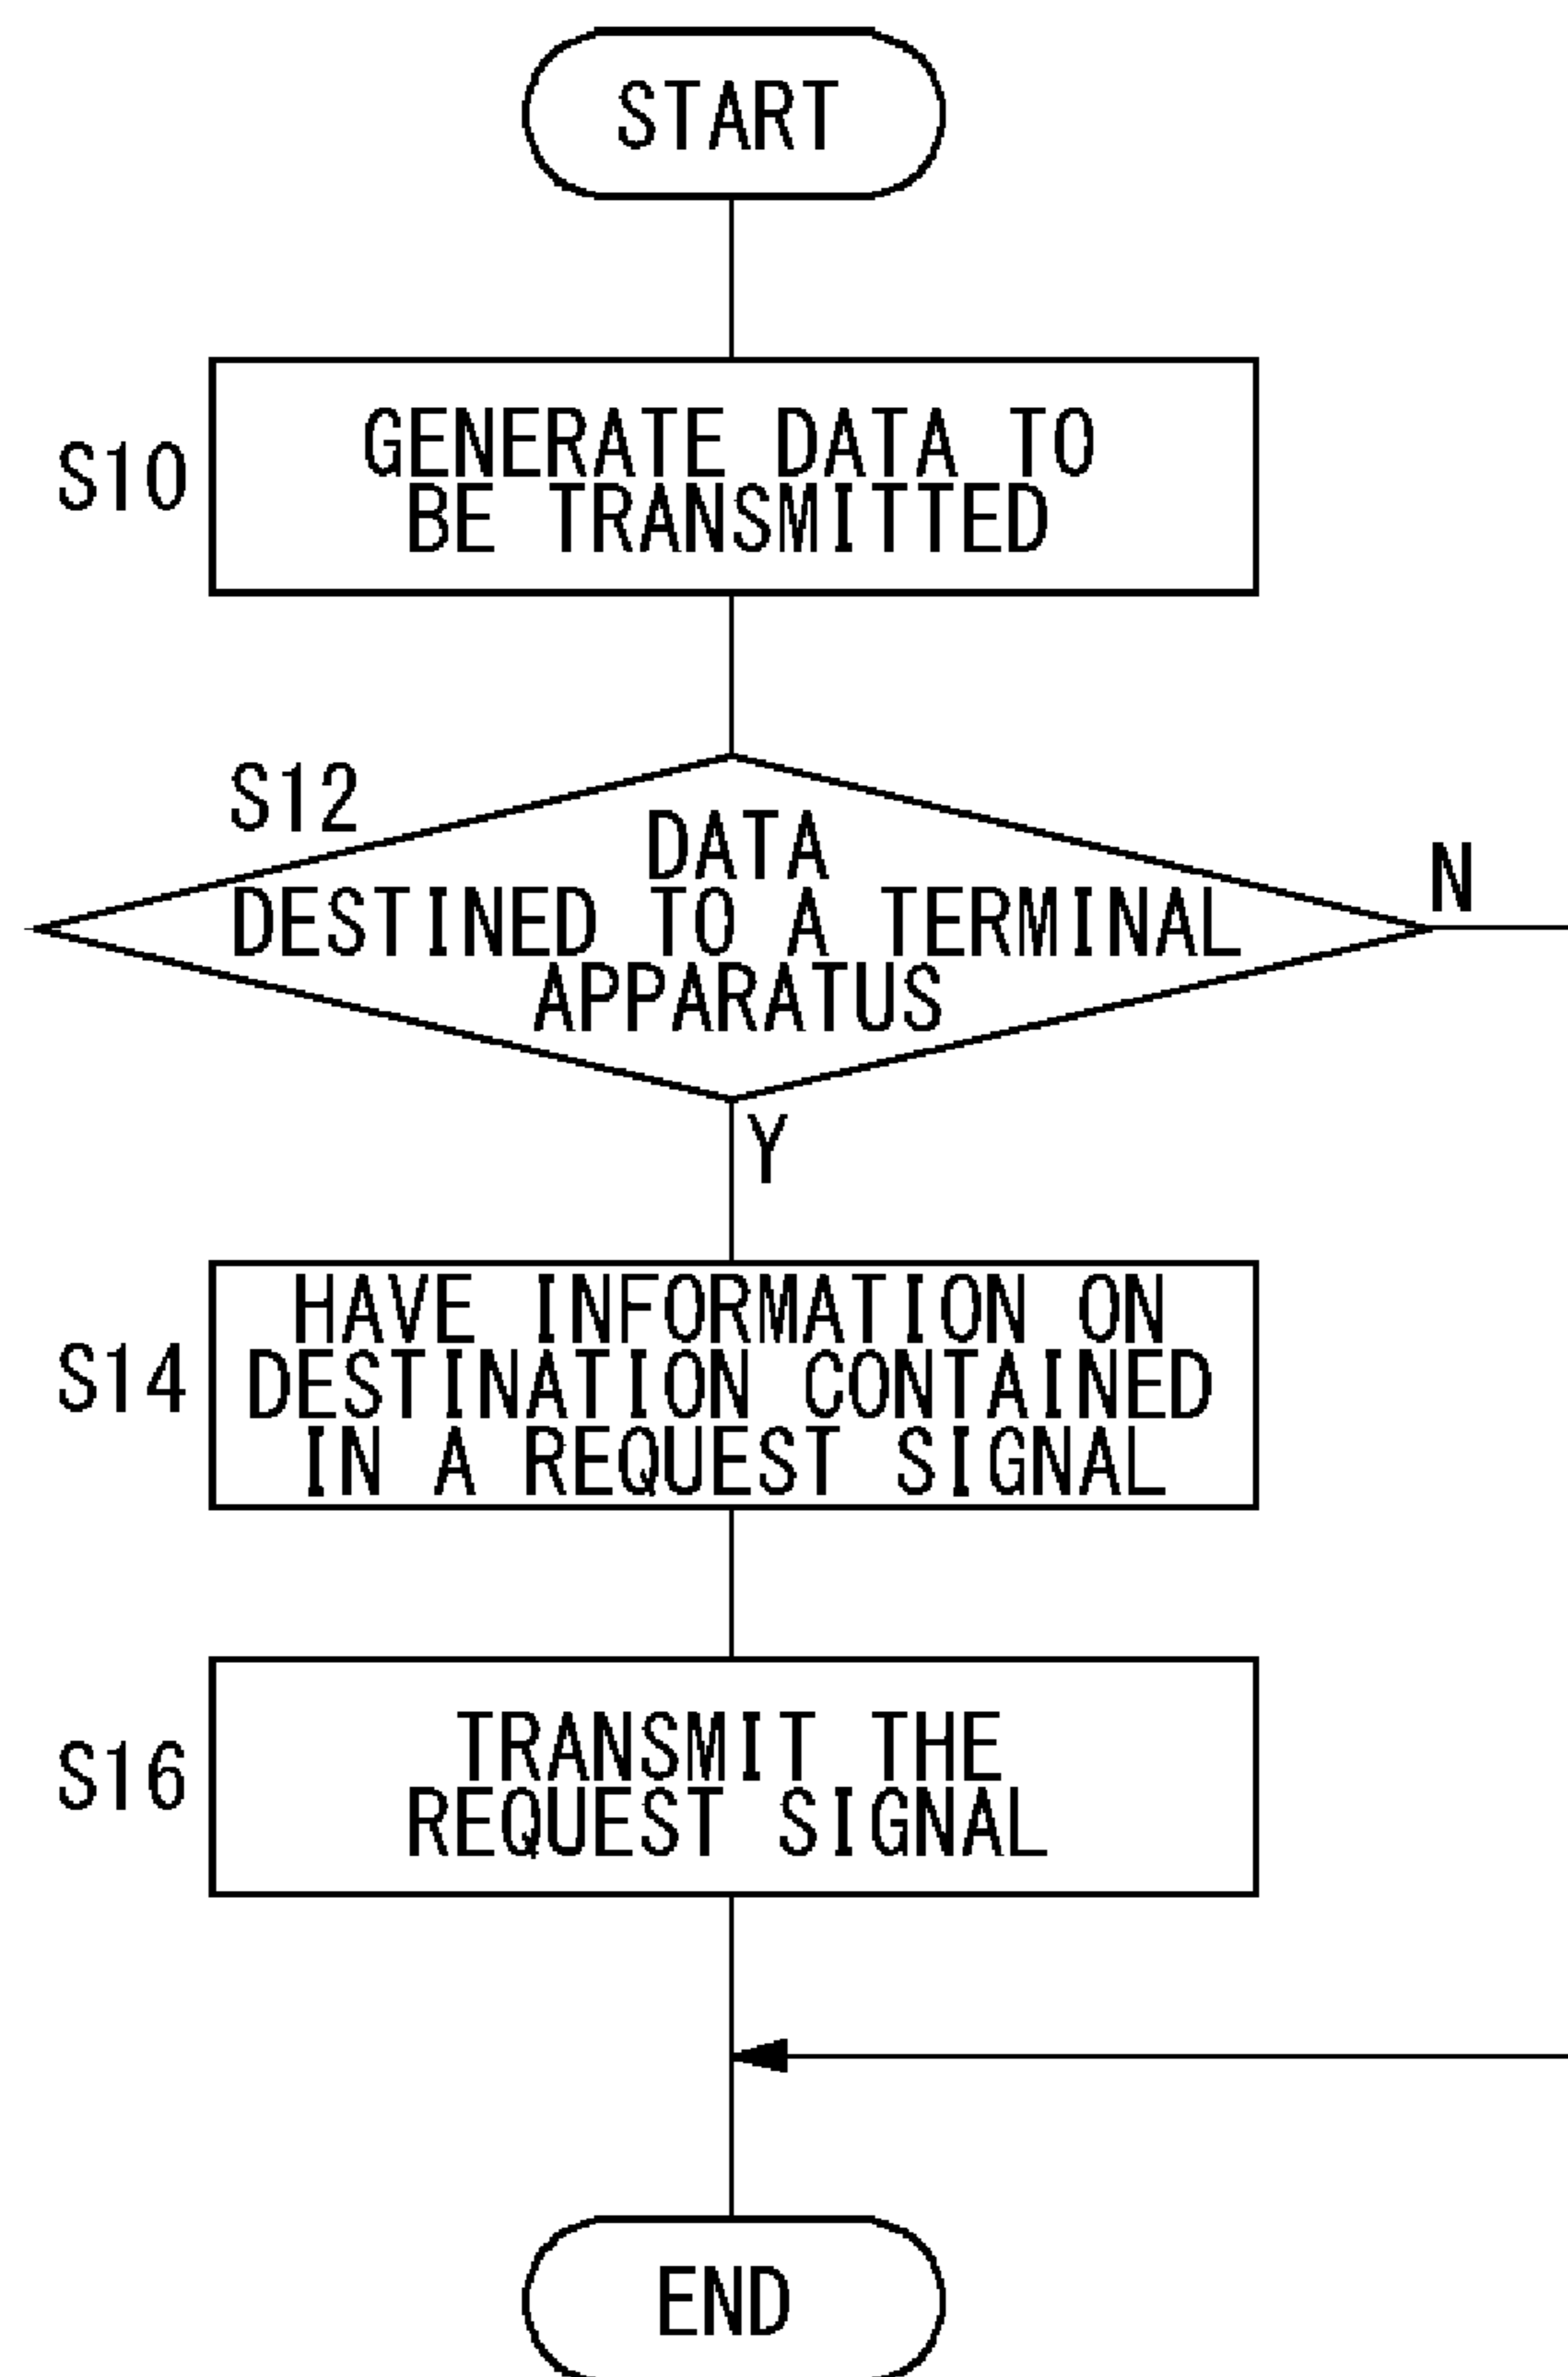 START
S10
GENERATE DATA TO
BE TRANSMITTED
S12
DATA
DESTINED TO A TERMINAL
APPARATUS
N
Y
S14
HAVE INFORMATION ON
DESTINATION CONTAINED
IN A REQUEST SIGNAL
S16
TRANSMIT THE
REQUEST SIGNAL
END